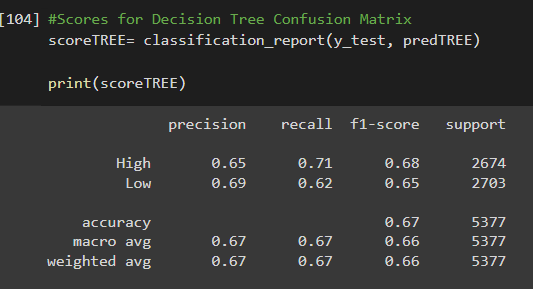 [104] #Scores for Decision Tree Confusion Matrix
scoreTREE= classification_report(y_test, predTREE)
print(scoreTREE)
precision recall f1-score support
High 0.65 0.71 0.68 2674
Low 0.69 0.62 0.65 2703
accuracy 0.67 5377
macro avg 0.67 0.67 0.66 5377
weighted avg 0.67 0.67 0.66 5377